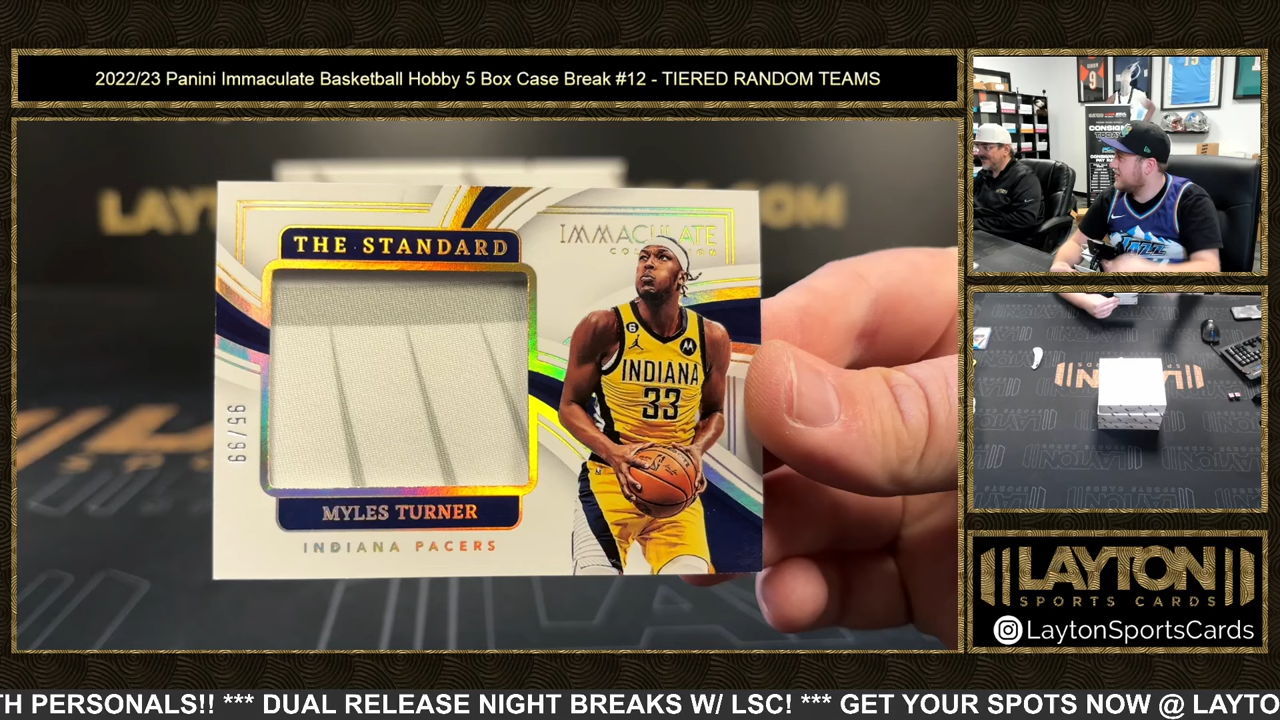 2022/23 Panini Immaculate Basketball Hobby 5 Box Case Break #12 - TIERED RANDOM TEAMS
THE STANDARD
IMMACULATE
COLLECTION
6
INDIANA
33
95/99
MYLES TURNER
INDIANA PACERS
LAYTON
SPORTS CARDS
LaytonSportsCards
TH PERSONALS!! *** DUAL RELEASE NIGHT BREAKS W/ LSC! *** GET YOUR SPOTS NOW @ LAYTO